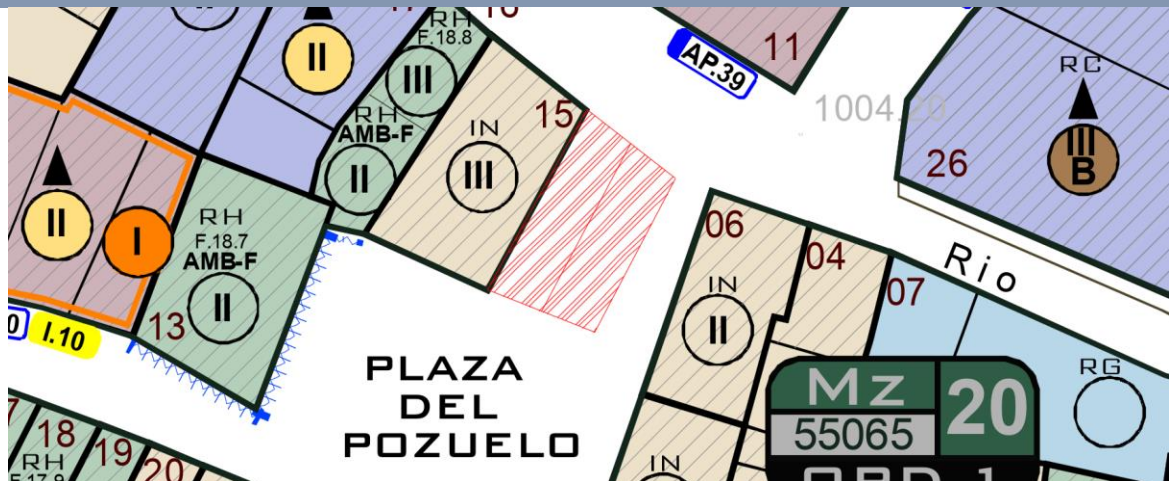 RH
F.18.8
III
II
RH
AMB-F
II
IN
III
15
11
AP.39
1004.20
RC
III
B
26
II
I
RH
F.18.7
AMB-F
II
13
I.10
06
04
07
Rio
IN
II
PLAZA
DEL
POZUELO
Mz
20
55065
RG
18
19
20
RH
IN